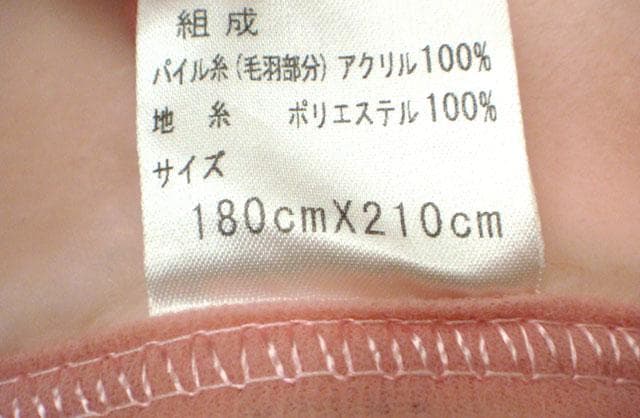 組成
パイル糸(毛羽部分) アクリル100%
地 糸 ポリエステル100%
サイズ
180cmX210cm